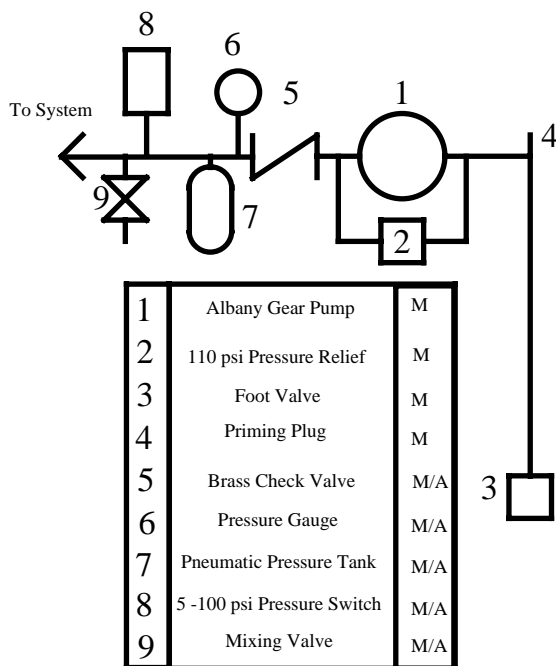 8
6
5
1
To System
4
9
7
2
1 Albany Gear Pump M
2 110 psi Pressure Relief M
3 Foot Valve M
4 Priming Plug M
5 Brass Check Valve M/A
3
6 Pressure Gauge M/A
7 Pneumatic Pressure Tank M/A
8 5 -100 psi Pressure Switch M/A
9 Mixing Valve M/A